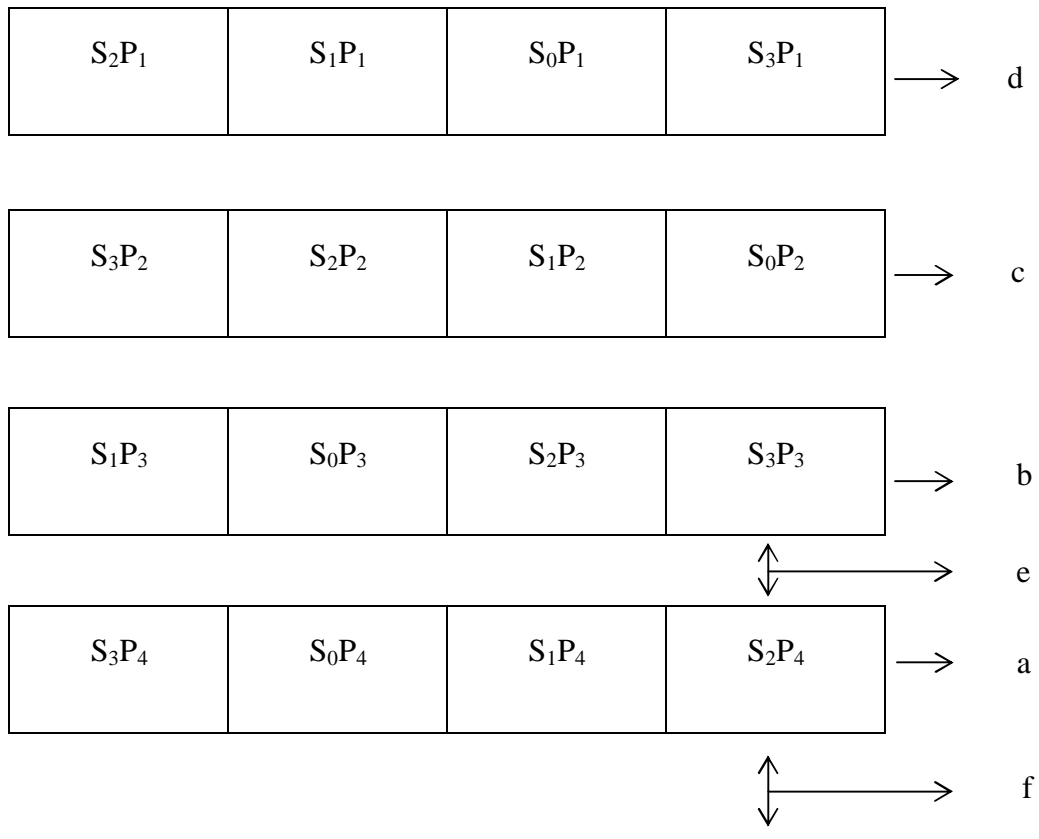 S₂P₁ S₁P₁ S₀P₁ S₃P₁ d
S₃P₂ S₂P₂ S₁P₂ S₀P₂ c
S₁P₃ S₀P₃ S₂P₃ S₃P₃ b
e
S₃P₄ S₀P₄ S₁P₄ S₂P₄ a
f